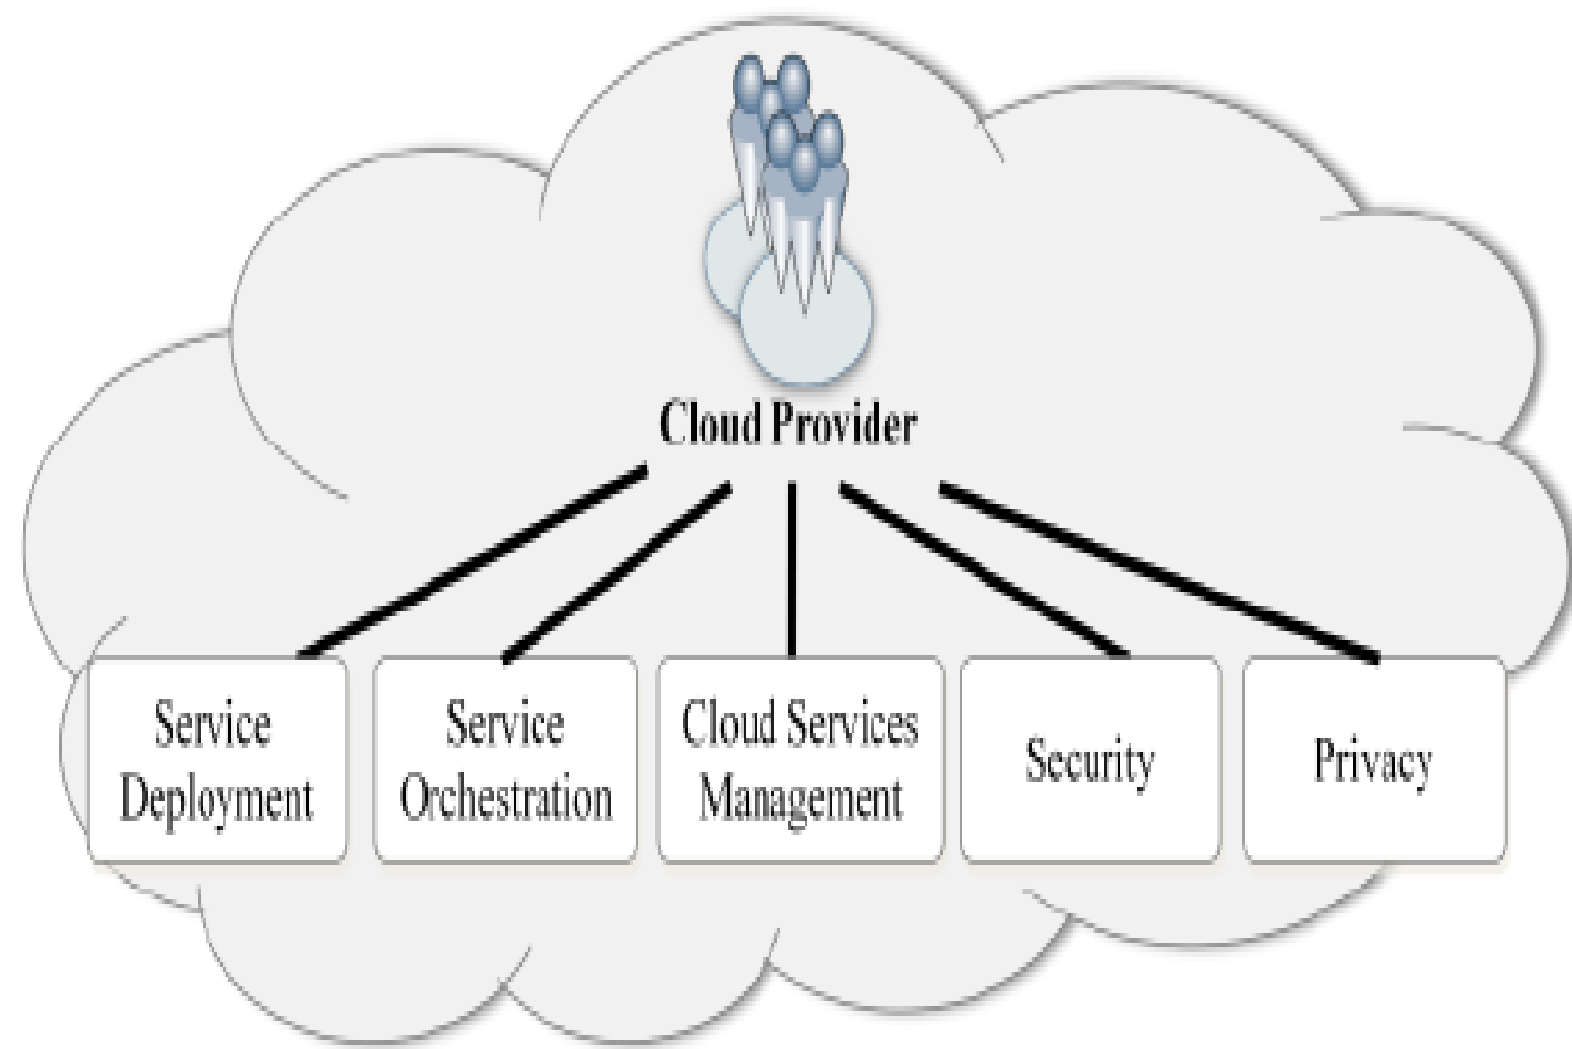 Cloud Provider
Service
Deployment
Service
Orchestration
Cloud Services
Management
Security
Privacy